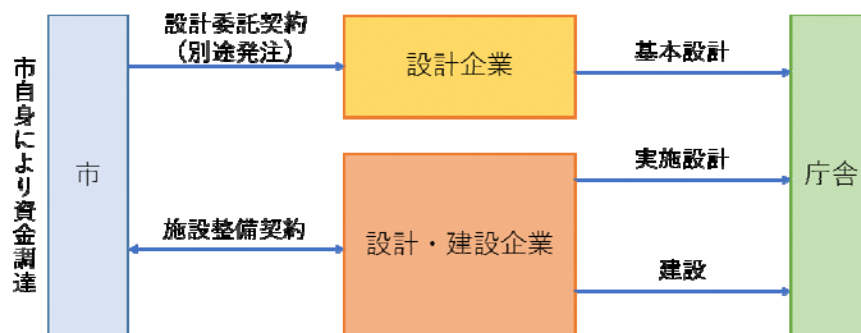 市自身により資金調達
市
設計委託契約
（別途発注）
設計企業
基本設計
実施設計
施設整備契約
設計・建設企業
建設
庁舎